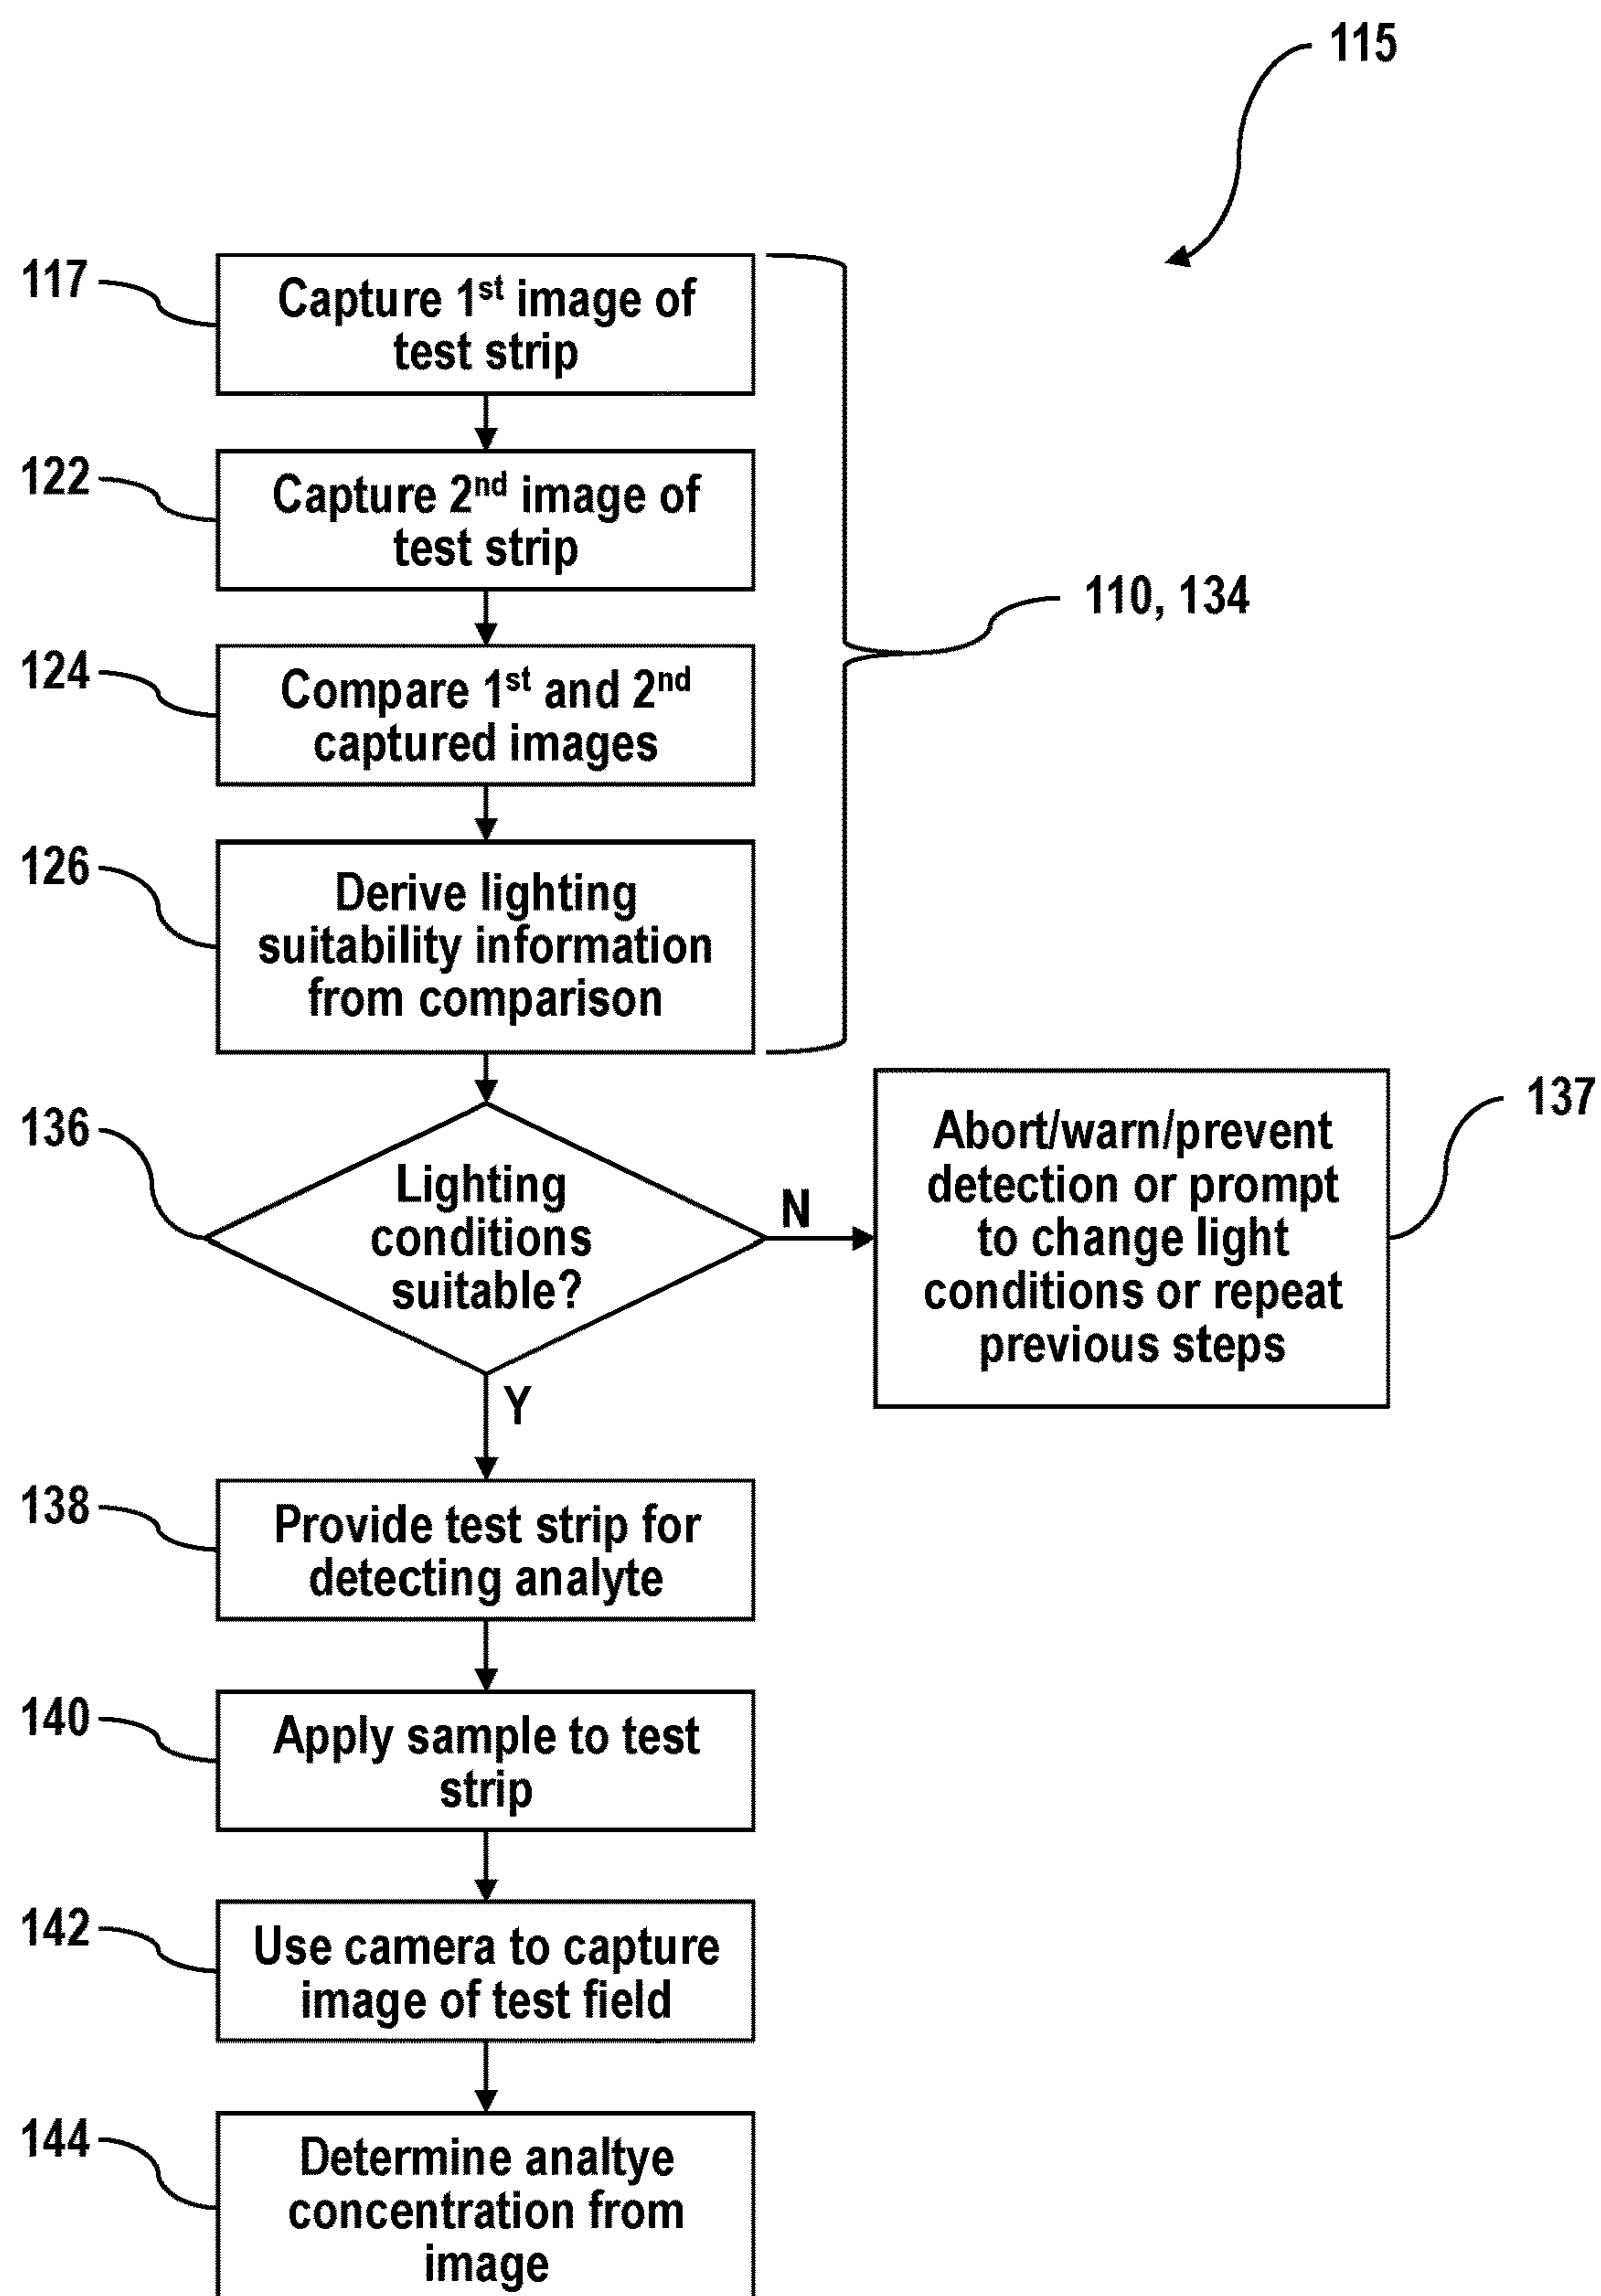 115
117
Capture 1st image of
test strip
122
Capture 2nd image of
test strip
110, 134
124
Compare 1st and 2nd
captured images
126
Derive lighting
suitability information
from comparison
136
Lighting
conditions
suitable?
N
Abort/warn/prevent
detection or prompt
to change light
conditions or repeat
previous steps
137
Y
138
Provide test strip for
detecting analyte
140
Apply sample to test
strip
142
Use camera to capture
image of test field
144
Determine analtye
concentration from
image